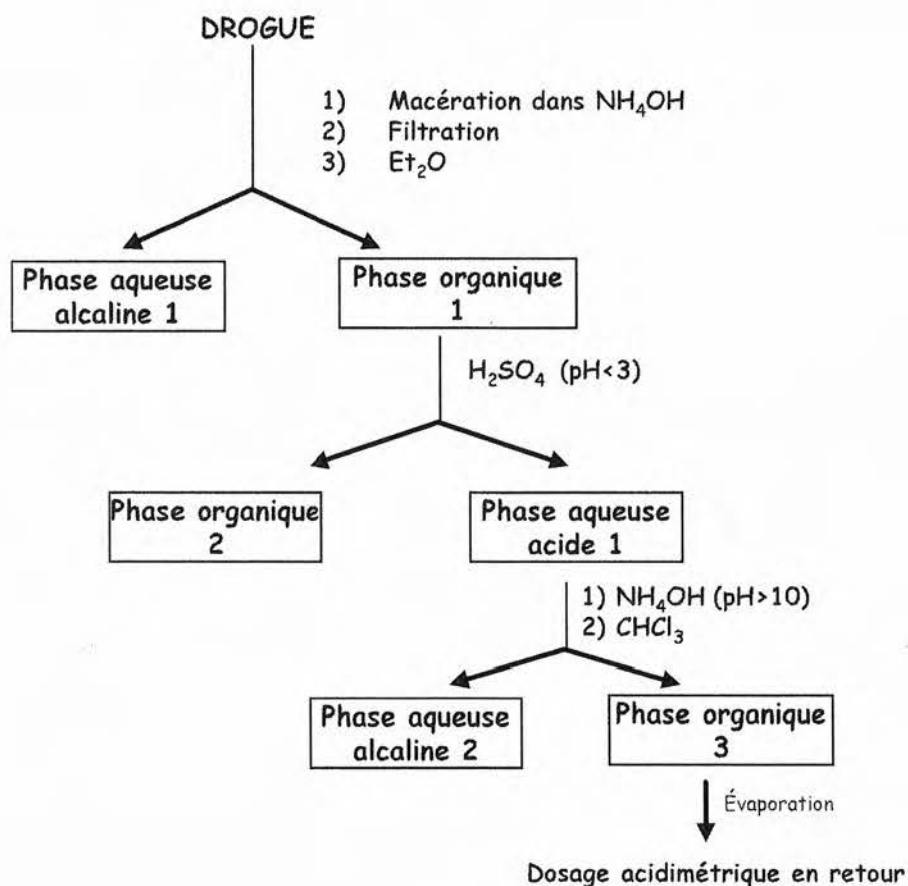 DROGUE
1) Macération dans NH₄OH
2) Filtration
3) Et₂O
Phase aqueuse
alcaline 1
Phase organique
1
H₂SO₄ (pH<3)
Phase organique
2
Phase aqueuse
acide 1
1) NH₄OH (pH>10)
2) CHCl₃
Phase aqueuse
alcaline 2
Phase organique
3
Évaporation
Dosage acidimétrique en retour